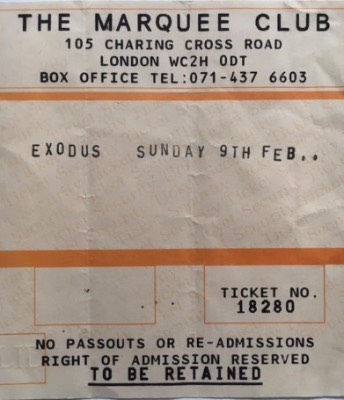 THE MARQUEE CLUB
105 CHARING CROSS ROAD
LONDON WC2H 0DT
BOX OFFICE TEL:071-437 6603
EXODUS SUNDAY 9TH FEB..
TICKET NO.
18280
NO PASSOUTS OR RE-ADMISSIONS
RIGHT OF ADMISSION RESERVED
TO BE RETAINED